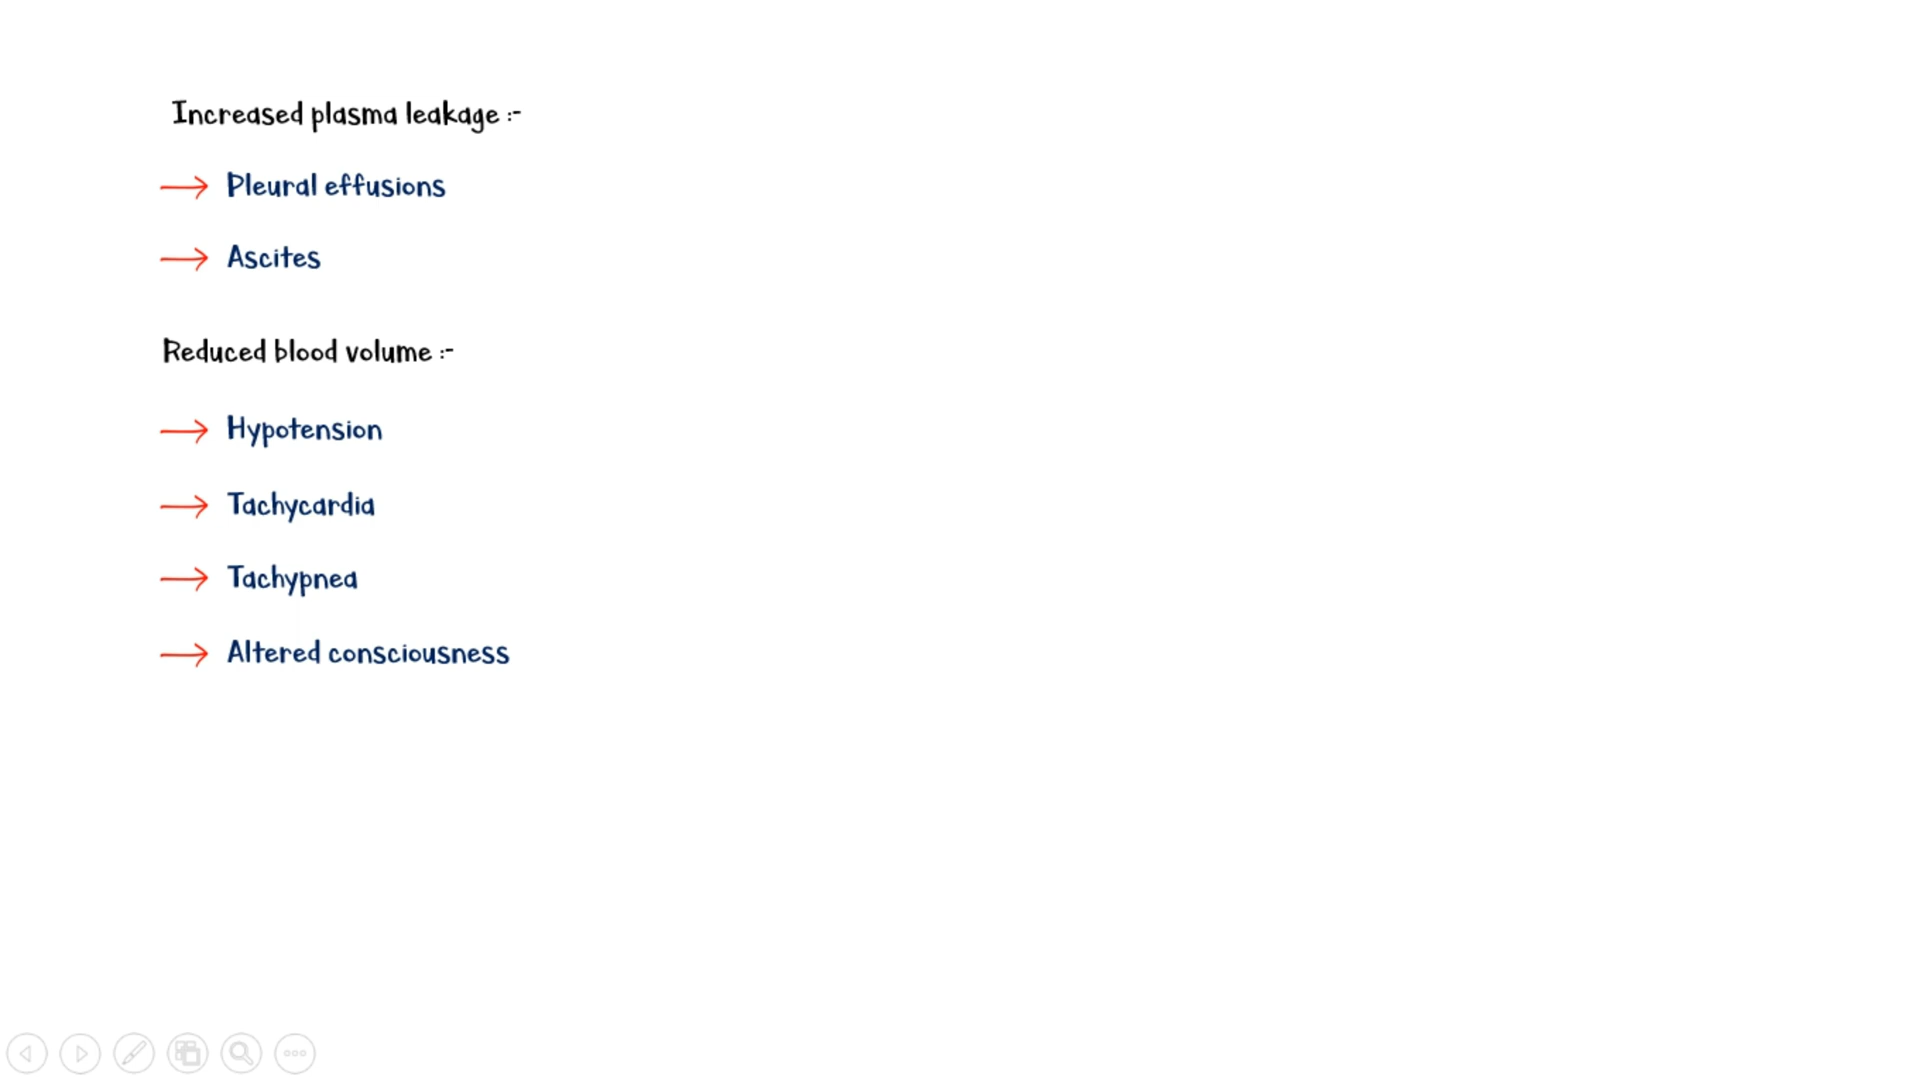 Increased plasma leakage :-
→ Pleural effusions
→ Ascites
Reduced blood volume :-
→ Hypotension
→ Tachycardia
→ Tachypnea
→ Altered consciousness